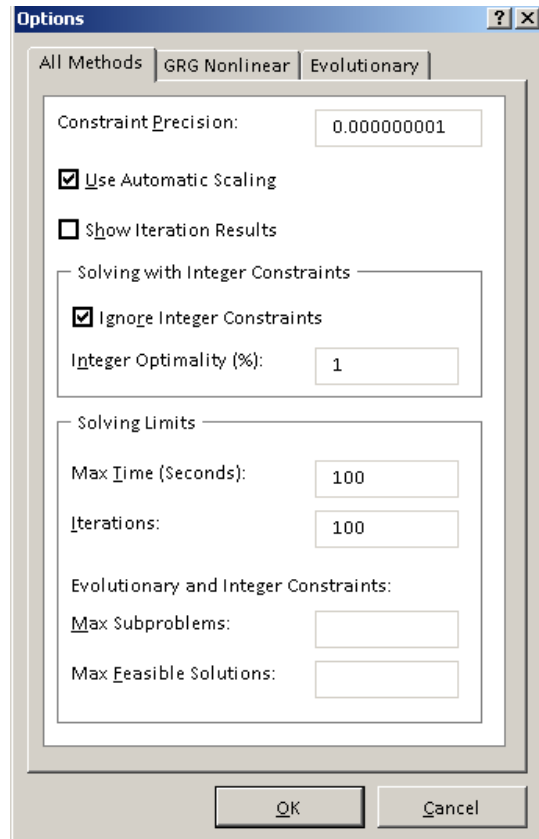 Options
All Methods GRG Nonlinear Evolutionary
Constraint Precision: 0.000000001
Use Automatic Scaling
Show Iteration Results
Solving with Integer Constraints
Ignore Integer Constraints
Integer Optimality (%): 1
Solving Limits
Max Time (Seconds): 100
Iterations: 100
Evolutionary and Integer Constraints:
Max Subproblems:
Max Feasible Solutions:
OK Cancel